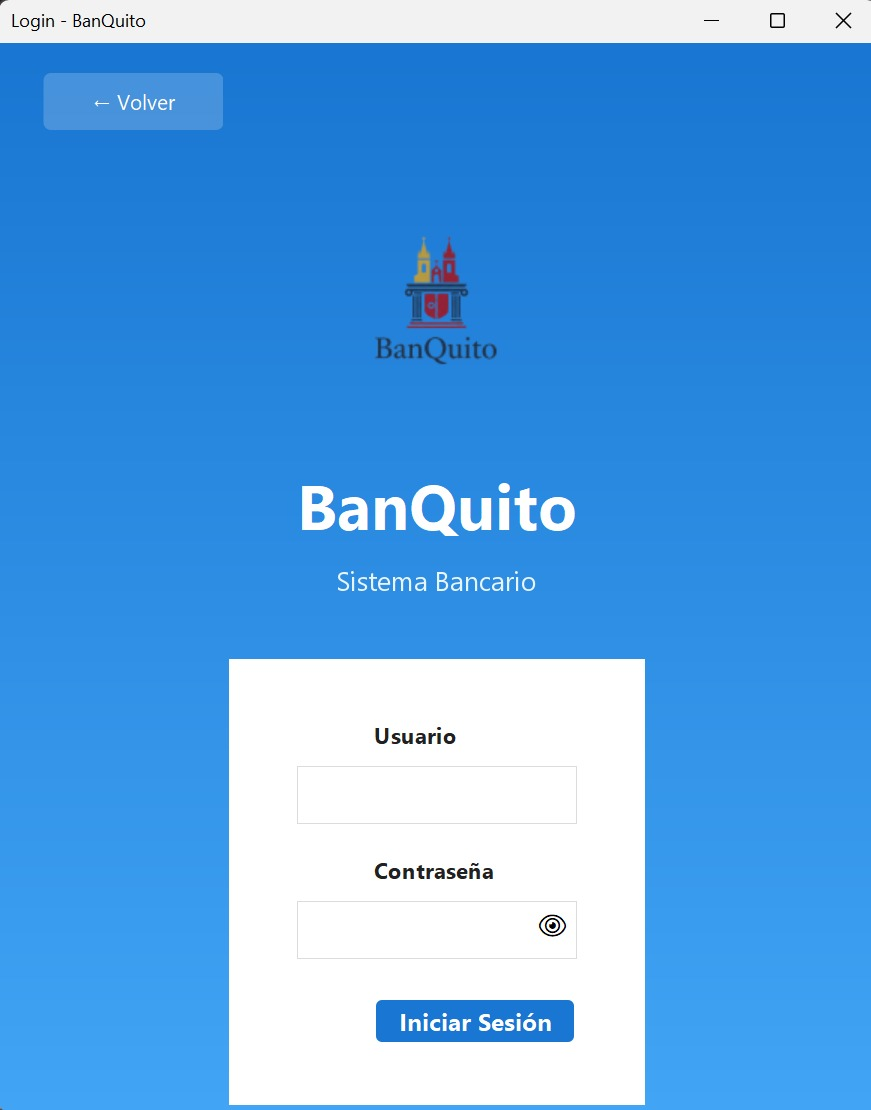 Login - BanQuito
← Volver
BanQuito
BanQuito
Sistema Bancario
Usuario
Contraseña
Iniciar Sesión